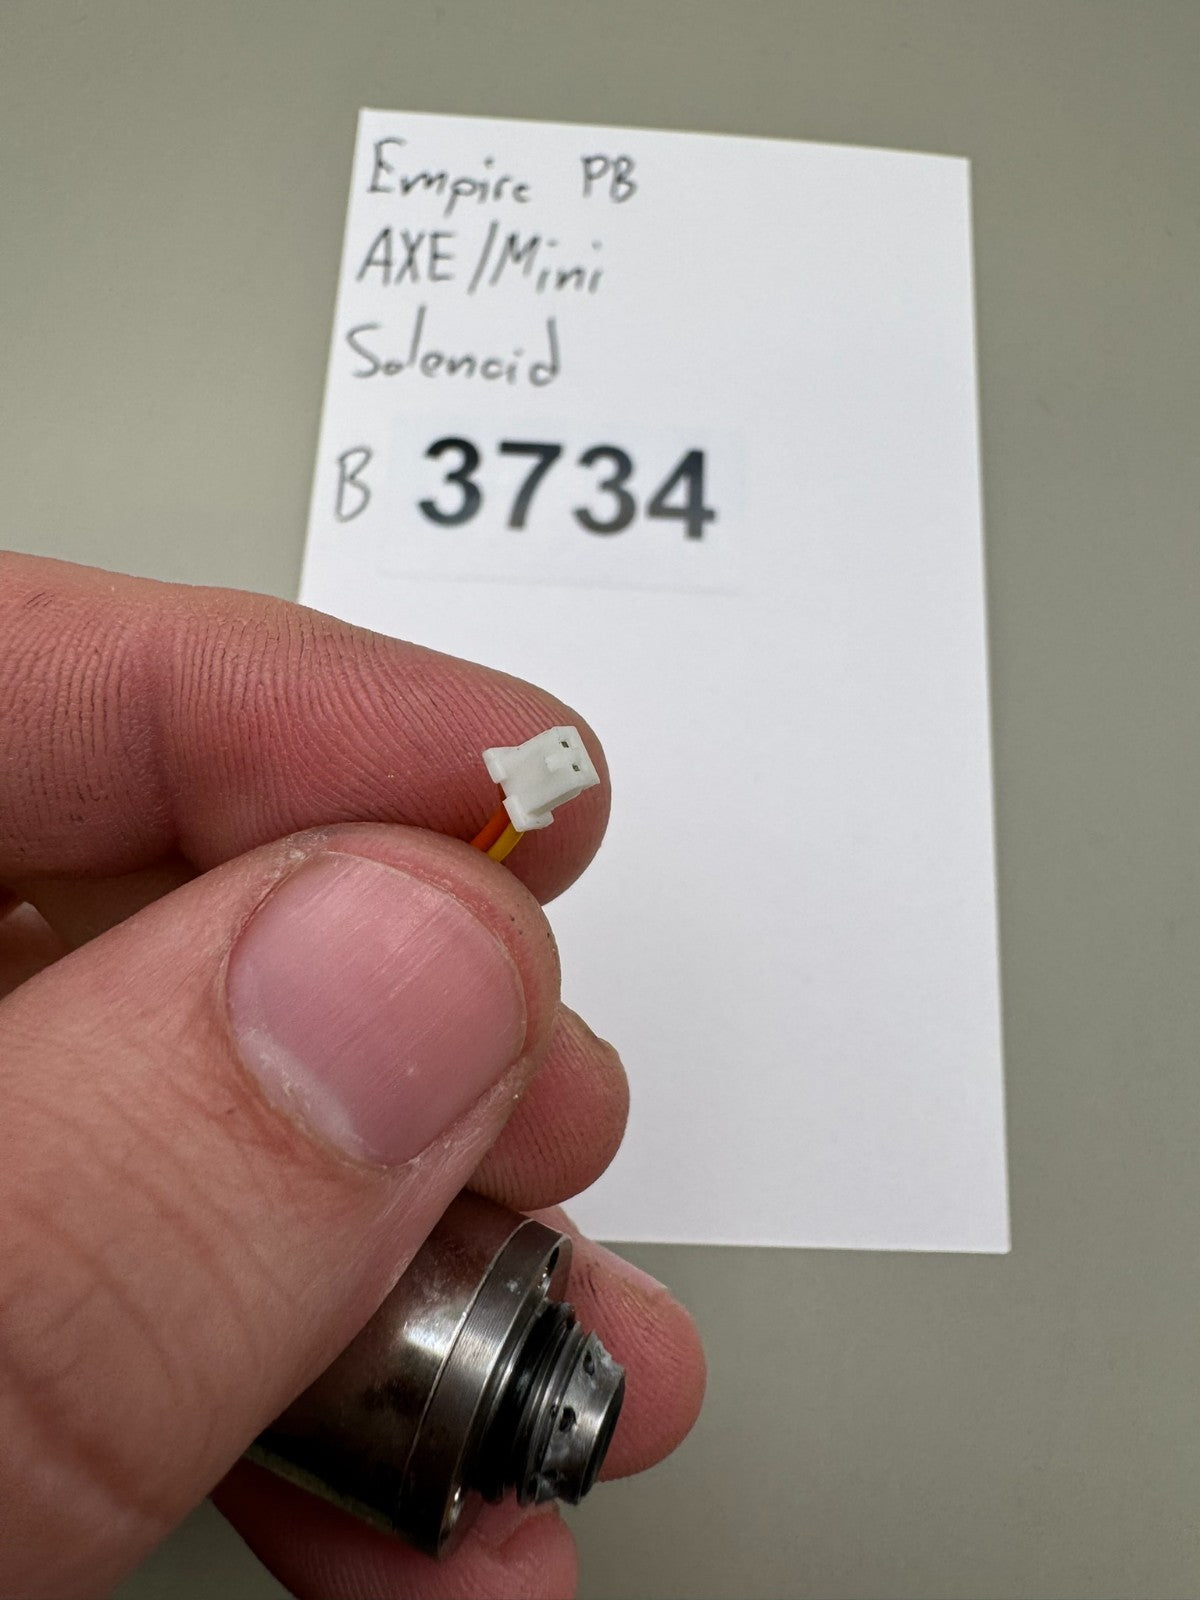 Empire PB
AXE/Mini
Solenoid
B 3734